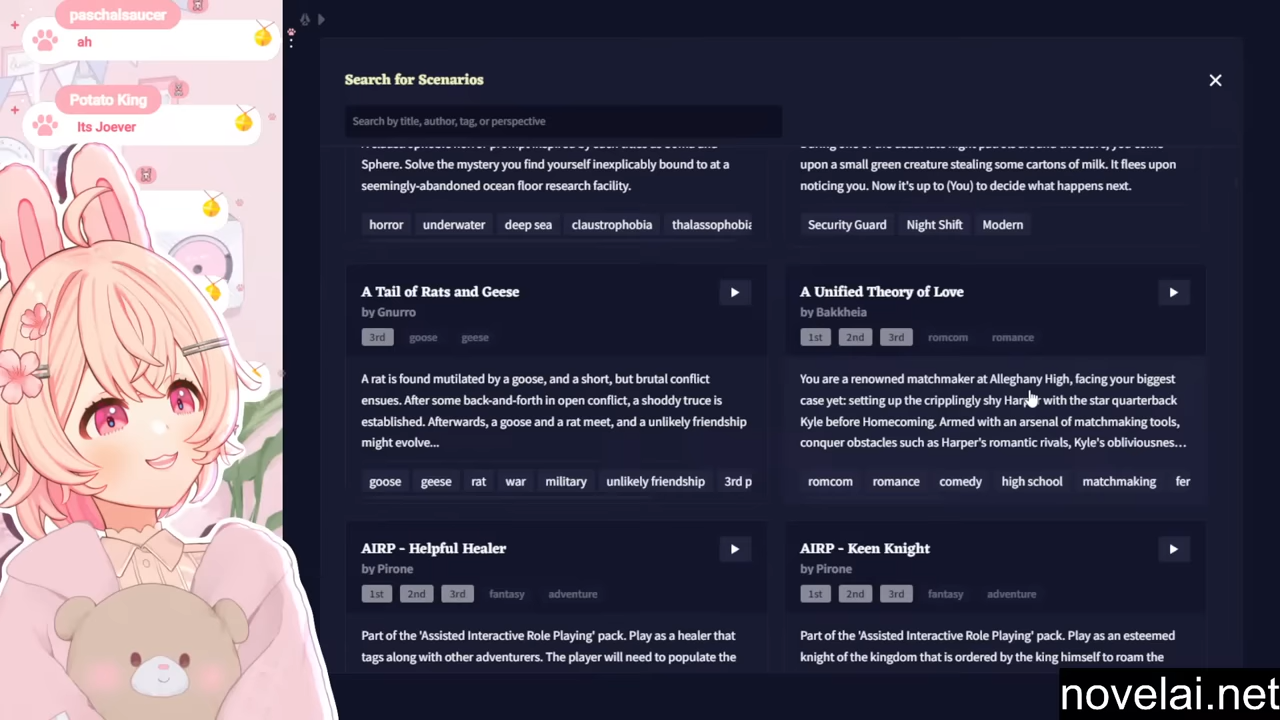 paschalsaucer
ah
Potato King
Its Joever
Search for Scenarios
Search by title, author, tag, or perspective
Sphere. Solve the mystery you find yourself inexplicably bound to at a
seemingly-abandoned ocean floor research facility.
horror underwater deep sea claustrophobia thalassophobia
upon a small green creature stealing some cartons of milk. It flees upon
noticing you. Now it's up to (You) to decide what happens next.
Security Guard Night Shift Modern
A Tail of Rats and Geese
by Gnurro
3rd goose geese
A rat is found mutilated by a goose, and a short, but brutal conflict
ensues. After some back-and-forth in open conflict, a shoddy truce is
established. Afterwards, a goose and a rat meet, and a unlikely friendship
might evolve...
goose geese rat war military unlikely friendship 3rd p
A Unified Theory of Love
by Bakkheia
1st 2nd 3rd romcom romance
You are a renowned matchmaker at Alleghany High, facing your biggest
case yet: setting up the cripplingly shy Harper with the star quarterback
Kyle before Homecoming. Armed with an arsenal of matchmaking tools,
conquer obstacles such as Harper's romantic rivals, Kyle's obliviousnes...
romcom romance comedy high school matchmaking fer
AIRP - Helpful Healer
by Pirone
1st 2nd 3rd fantasy adventure
Part of the 'Assisted Interactive Role Playing' pack. Play as a healer that
tags along with other adventurers. The player will need to populate the
AIRP - Keen Knight
by Pirone
1st 2nd 3rd fantasy adventure
Part of the 'Assisted Interactive Role Playing' pack. Play as an esteemed
knight of the kingdom that is ordered by the king himself to roam the
novelai.net